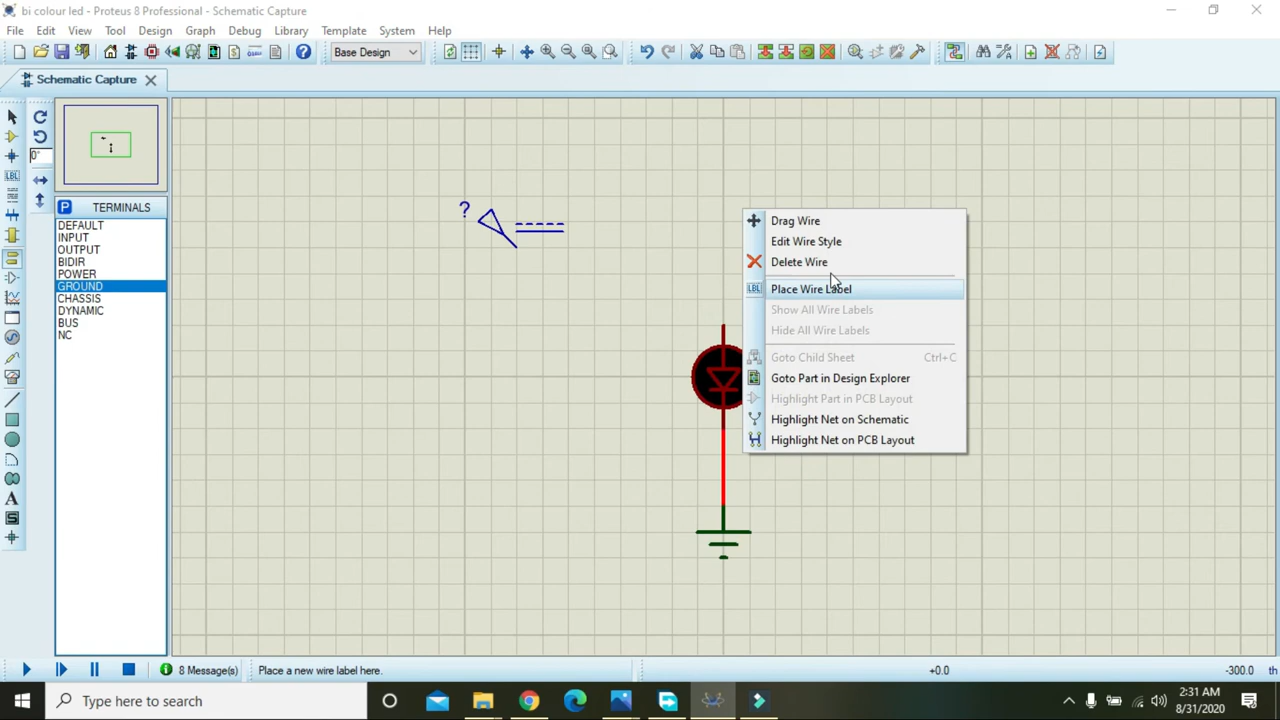 bi colour led - Proteus 8 Professional - Schematic Capture
File Edit View Tool Design Graph Debug Library Template System Help
Base Design
Schematic Capture
0°
P TERMINALS
DEFAULT
INPUT
OUTPUT
BIDIR
POWER
GROUND
CHASSIS
DYNAMIC
BUS
NC
LBL
A
?
Drag Wire
Edit Wire Style
Delete Wire
LBL Place Wire Label
Show All Wire Labels
Hide All Wire Labels
Goto Child Sheet Ctrl+C
Goto Part in Design Explorer
Highlight Part in PCB Layout
Highlight Net on Schematic
Highlight Net on PCB Layout
8 Message(s) Place a new wire label here. +0.0 -300.0 th
Type here to search
2:31 AM
8/31/2020